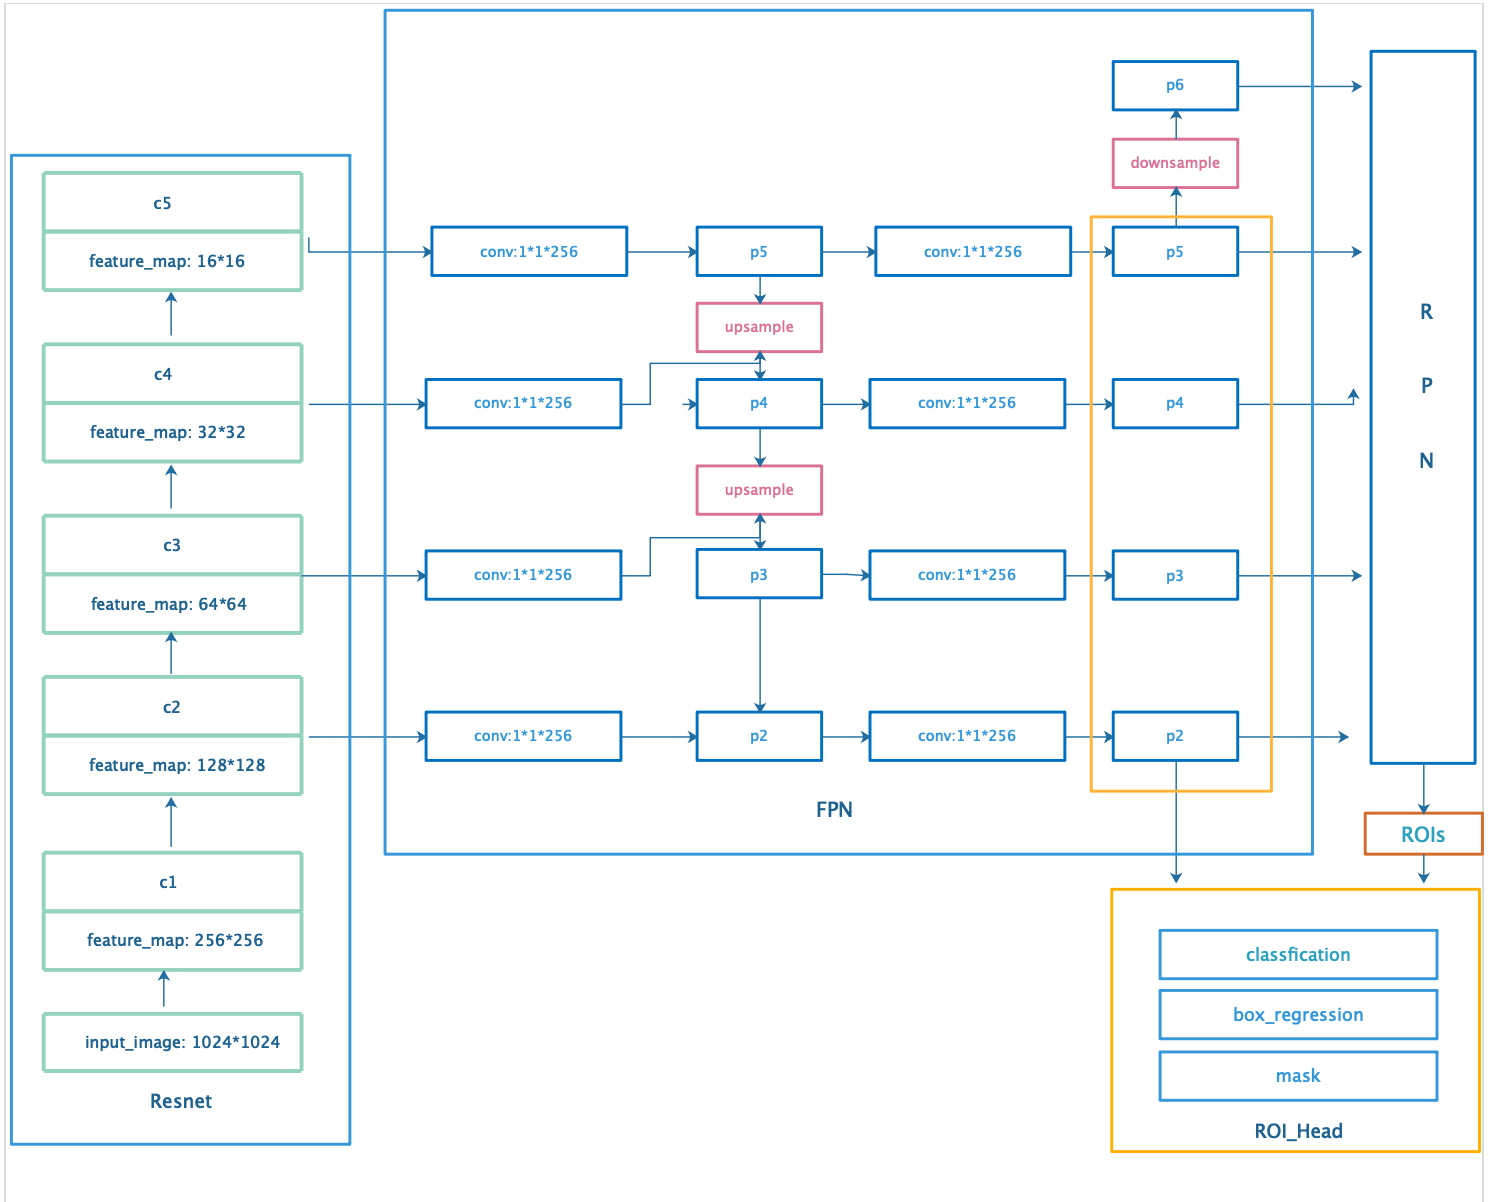 c5
feature_map: 16*16
c4
feature_map: 32*32
c3
feature_map: 64*64
c2
feature_map: 128*128
c1
feature_map: 256*256
input_image: 1024*1024
Resnet
p6
downsample
conv:1*1*256
p5
conv:1*1*256
p5
upsample
conv:1*1*256
p4
conv:1*1*256
p4
upsample
conv:1*1*256
p3
conv:1*1*256
p3
conv:1*1*256
p2
conv:1*1*256
p2
FPN
R
P
N
ROIs
classfication
box_regression
mask
ROI_Head